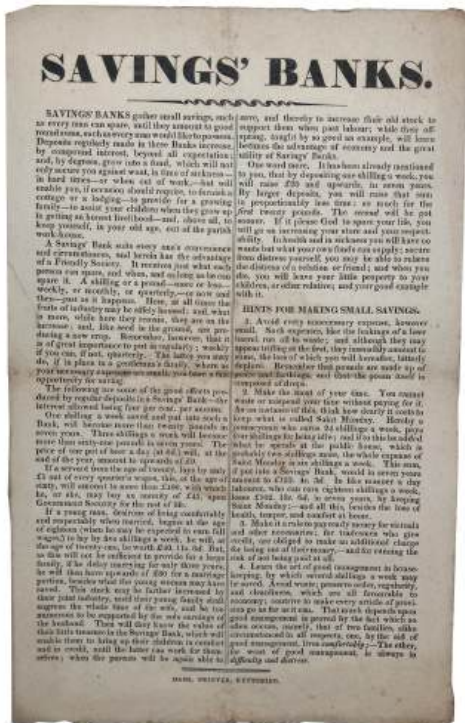 SAVINGS' BANKS.
SAVINGS' BANKS gather small savings, such
as every man can spare, until they amount to good
round sums, such as every man would like to possess.
Deposits regularly made in these Banks increase
by compound interest, beyond all expectation;
and, by degrees, grow into a fund, which will not
only secure you against want, in time of sickness—
in hard times—or when out of work,—but will
enable you, if occasion should require, to furnish a
cottage or a lodging—to provide for a growing
family—to assist your children when they grow up
in getting an honest livelihood—and, above all, to
keep yourself, in your old age, out of the parish
work-house.
A Savings' Bank suits every one's convenience
and circumstances, and herein has the advantage
of a Friendly Society. It receives just what each
person can spare, and when, and as long as he can
spare it. A shilling or a pound—more or less—
weekly, or monthly, or quarterly,—or now and
then—just as it happens. Here, at all times the
fruits of industry may be safely housed; and, what
is more, while here they remain, they are on the
increase; and, like seed in the ground, are pro-
ducing a new crop. Remember, however, that it
is of great importance to put in regularly; weekly
if you can, if not, quarterly. The latter you may
do, if in place in a gentleman's family, where as
your necessary expenses are small, you have a fair
opportunity for saving.
The following are some of the good effects pro-
duced by regular deposits in a Savings' Bank—the
interest allowed being four per cent. per annum.
One shilling a week saved and put into such a
Bank, will become more than twenty pounds in
seven years. Three shillings a week will become
more than sixty-one pounds in seven years. The
price of one pot of beer a day (at 6d.) will, at the
end of the year, amount to upwards of £9.
If a servant from the age of twenty, lays by only
£1 out of every quarter's wages, this, at the age of
sixty, will amount to more than
he, or she, may buy an annuity of
Government Security for the rest of life.
If a young man, desirous of being comfortably
and respectably when married, begins at the age
of eighteen (when he may be expected to earn full
wages,) to lay by five shillings a week, he will, at
the age of twenty-one, be worth
as this will not be sufficient to provide for a large
family, if he delay marrying for only three years,
he will then have upwards of £80 for a marriage
portion, besides what the young woman may have
saved. This stock may be farther increased by
their joint industry, until their young family shall
engross the whole time of the wife, and be too
numerous to be supported by the sole earnings of
the husband. Then will they know the value of
their little treasure in the Savings' Bank, which will
enable them to bring up their children in comfort
and in credit, until the latter can work for them-
selves; when the parents will be again able to
save, and thereby to increase their old stock to
support them when past labour; while their off-
spring, taught by so good an example, will learn
betimes the advantage of economy and the great
utility of Savings' Banks.
One word more. It has been already mentioned
to you, that by depositing one shilling a week, you
will raise £20 and upwards, in seven years.
By larger deposits, you will raise that sum
in proportionably less time; so much for the
first twenty pounds. The second will be got
sooner. If it please God to spare your life, you
will go on increasing your store and your respect-
ability. In health and in sickness you will have no
wants but what your own funds can supply; secure
from distress yourself, you may be able to relieve
the distress of a relation or friend; and when you
die, you will leave your little property to your
children, or other relative; and your good example
with it.
HINTS FOR MAKING SMALL SAVINGS.
1. Avoid every unnecessary expense, however
small. Such expenses, like the leakages of a beer
barrel, run off to waste; and although they may
appear trifling at the first, they insensibly amount to
sums, the loss of which you will hereafter, bitterly
deplore. Remember that pounds are made up of
pence and farthings, and that the ocean itself is
composed of drops.
2. Make the most of your time. You cannot
waste or misspend your time without paying for it.
As an instance of this, think how dearly it costs to
keep what is called Saint Monday. Hereby a
journeyman who earns 24 shillings a week, pays
four shillings for being idle; and if to this be added
what he spends at the public house, which is
probably two shillings more, the whole expense of
Saint Monday is six shillings a week. This sum,
if put into a Savings' Bank, would in seven years
amount to
labourer, who can earn eighteen shillings a week,
loses in seven years, by keeping
Saint Monday;—and all this, besides the loss of
health, temper, and comfort at home.
3. Make it a rule to pay ready money for victuals
and other necessaries; for tradesmen who give
credit, are obliged to make an additional charge
the being out of their money,—and for running the
risk of not being paid at all.
4. Learn the art of good management in house-
keeping, by which several shillings a week may
be saved. Avoid waste; preserve order, regularity,
and cleanliness, which are all favourable to
economy; contrive to make every article of provi-
sion go as far as it can. That much depends upon
good management is proved by the fact which so
often occurs, namely, that of two families, alike
circumstanced in all respects, one, by the aid of
good management, lives comfortably;—The other,
for want of good management, is always in
difficulty and distress.
PRINTER, KETTERING.